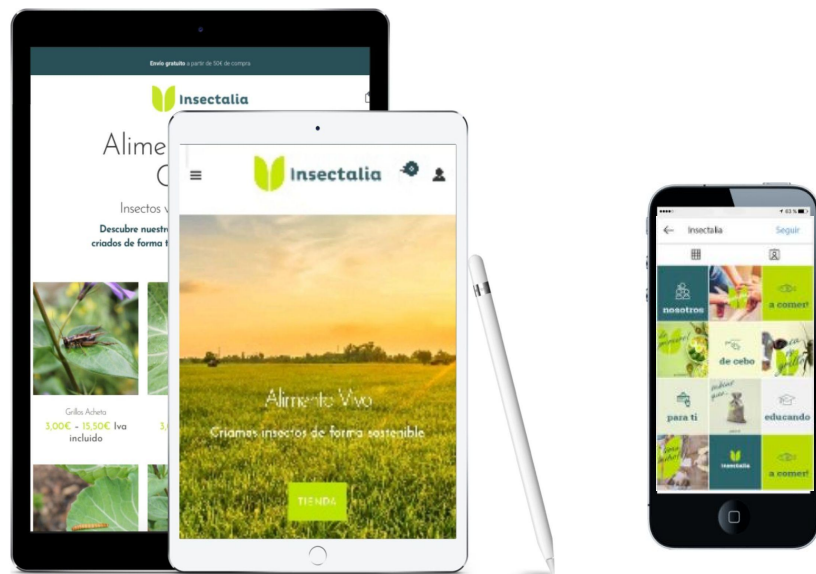 Envío gratuito a partir de 50€ de compra
Insectalia
Alime
C
Insectos v
Descubre nuestr
criados de forma t
Grillos Acheta
3,00€ - 15,50€ Iva
incluido
3,
Insectalia
Alimento Vivo
Criamos insectos de forma sostenible
TIENDA
63 %
Insectalia
Seguir
nosotros
a comer!
de cebo
para ti
educando
Insectalia
a comer!